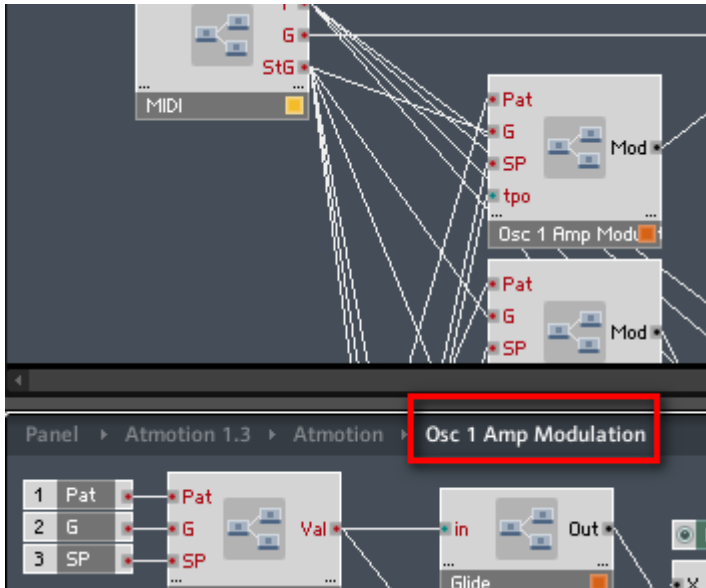 G
StG
...
...
MIDI
Pat
G
SP
tpo
Mod
...
...
Osc 1 Amp Modu
Pat
G
SP
Mod
Panel Atmotion 1.3 Atmotion Osc 1 Amp Modulation
1 Pat
2 G
3 SP
Pat
G
SP
Val
...
...
in
Out
...
...
Glide
X